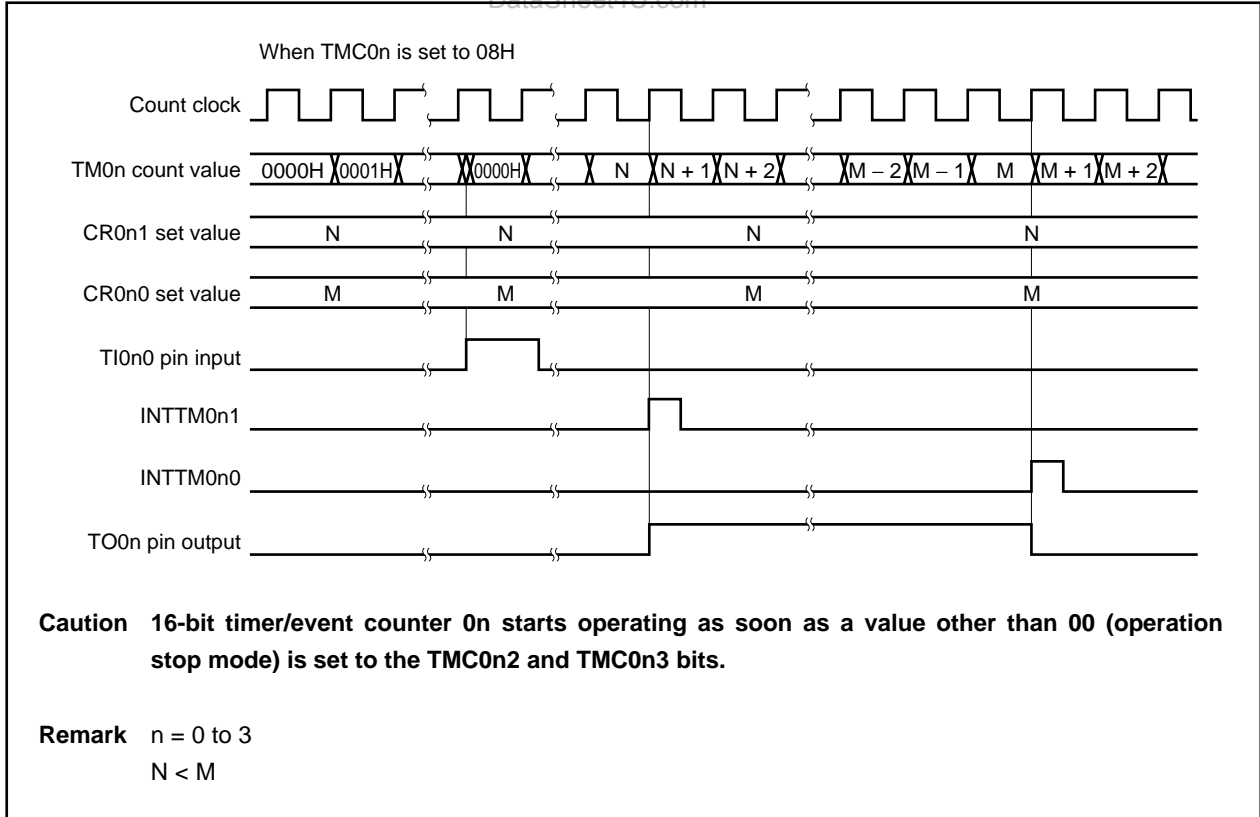 DataSheet4U.com
When TMC0n is set to 08H
Count clock
TM0n count value 0000H 0001H 0000H N N + 1 N + 2 M − 2 M − 1 M M + 1 M + 2
CR0n1 set value N N N N
CR0n0 set value M M M M
TI0n0 pin input
INTTM0n1
INTTM0n0
TO0n pin output
Caution 16-bit timer/event counter 0n starts operating as soon as a value other than 00 (operation
stop mode) is set to the TMC0n2 and TMC0n3 bits.
Remark n = 0 to 3
N < M